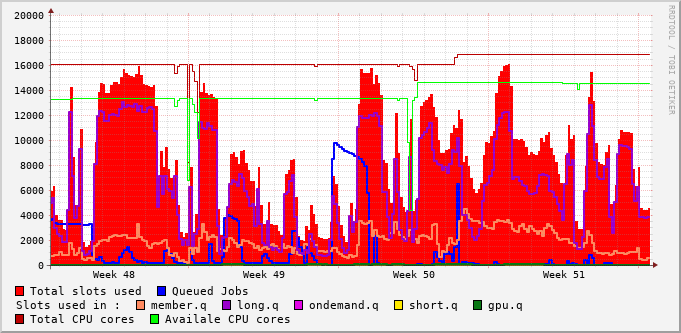 20000
18000
16000
14000
12000
10000
8000
6000
4000
2000
0
Week 48 Week 49 Week 50 Week 51
RRDTOOL / TOBI OETIKER
Total slots used Queued Jobs
Slots used in : member.q long.q ondemand.q short.q gpu.q
Total CPU cores Availale CPU cores